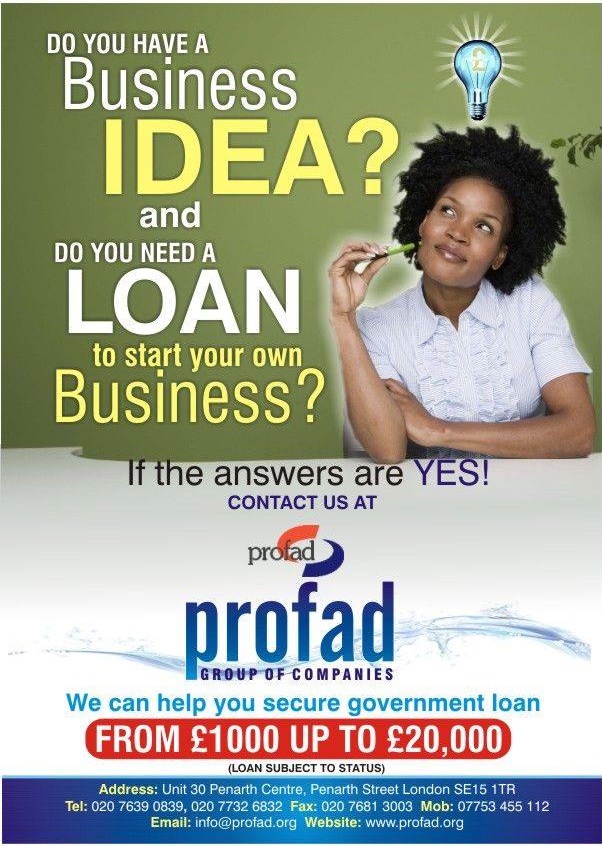 DO YOU HAVE A
Business
IDEA?
and
DO YOU NEED A
LOAN
to start your own
Business?
£
If the answers are YES!
CONTACT US AT
profad
profad
GROUP OF COMPANIES
We can help you secure government loan
FROM £1000 UP TO £20,000
(LOAN SUBJECT TO STATUS)
Address: Unit 30 Penarth Centre, Penarth Street London SE15 1TR
Tel: 020 7639 0839, 020 7732 6832 Fax: 020 7681 3003 Mob: 07753 455 112
Email: info@profad.org Website: www.profad.org